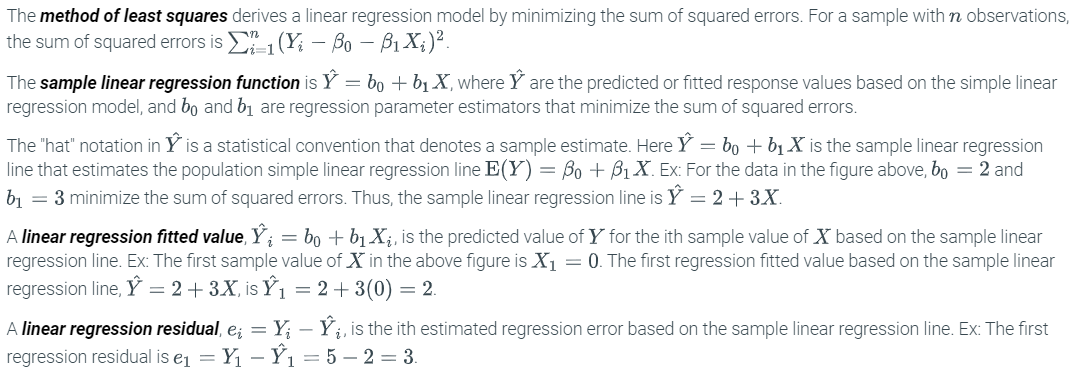 The method of least squares derives a linear regression model by minimizing the sum of squared errors. For a sample with n observations,
the sum of squared errors is ∑ⁿᵢ₌₁(Yᵢ − β₀ − β₁Xᵢ)².
The sample linear regression function is Ŷ = b₀ + b₁X, where Ŷ are the predicted or fitted response values based on the simple linear
regression model, and b₀ and b₁ are regression parameter estimators that minimize the sum of squared errors.
The "hat" notation in Ŷ is a statistical convention that denotes a sample estimate. Here Ŷ = b₀ + b₁X is the sample linear regression
line that estimates the population simple linear regression line E(Y) = β₀ + β₁X. Ex: For the data in the figure above, b₀ = 2 and
b₁ = 3 minimize the sum of squared errors. Thus, the sample linear regression line is Ŷ = 2 + 3X.
A linear regression fitted value, Ŷᵢ = b₀ + b₁Xᵢ, is the predicted value of Y for the ith sample value of X based on the sample linear
regression line. Ex: The first sample value of X in the above figure is X₁ = 0. The first regression fitted value based on the sample linear
regression line, Ŷ = 2 + 3X, is Ŷ₁ = 2 + 3(0) = 2.
A linear regression residual, eᵢ = Yᵢ − Ŷᵢ, is the ith estimated regression error based on the sample linear regression line. Ex: The first
regression residual is e₁ = Y₁ − Ŷ₁ = 5 − 2 = 3.